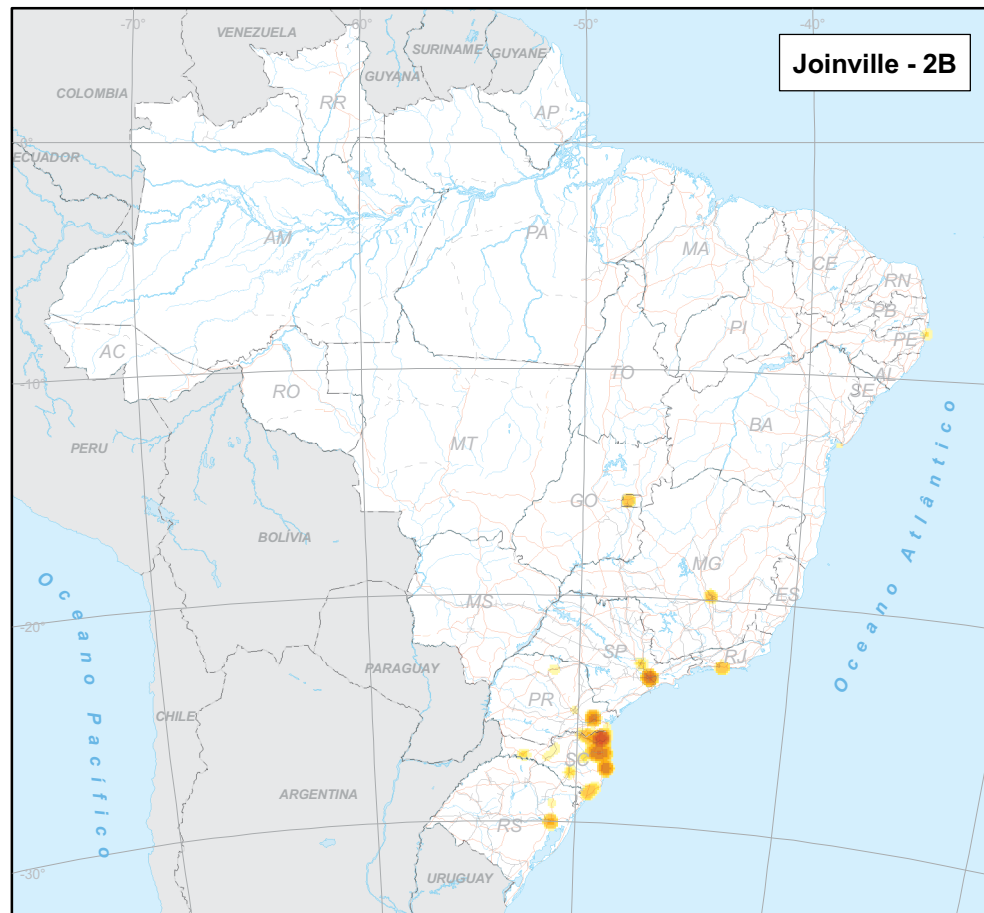 -70°
-60°
-50°
-40°
VENEZUELA
SURINAME
GUYANE
GUYANA
Joinville - 2B
COLOMBIA
RR
AP
0°
ECUADOR
AM
PA
MA
CE
RN
PB
PI
PE
AC
TO
AL
-10°
RO
SE
BA
PERU
MT
GO
BOLÍVIA
MG
ES
MS
-20°
SP
RJ
PARAGUAY
PR
CHILE
SC
ARGENTINA
RS
-30°
URUGUAY
Oceano Pacífico
Oceano Atlântico